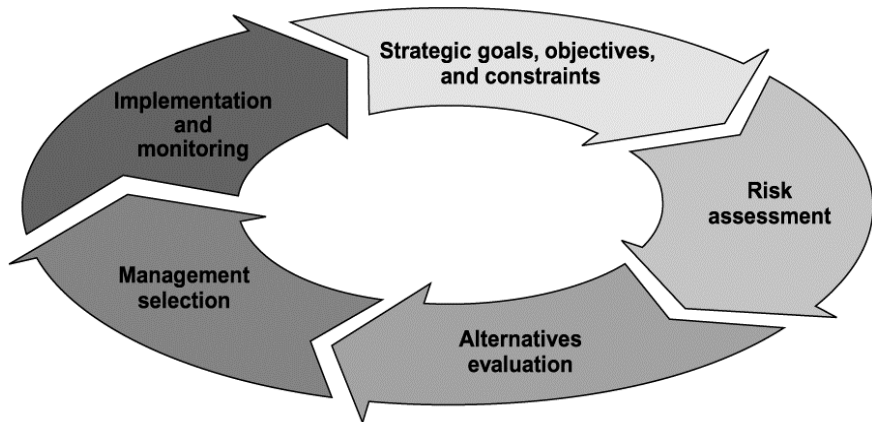 Strategic goals, objectives,
and constraints
Risk
assessment
Alternatives
evaluation
Management
selection
Implementation
and
monitoring